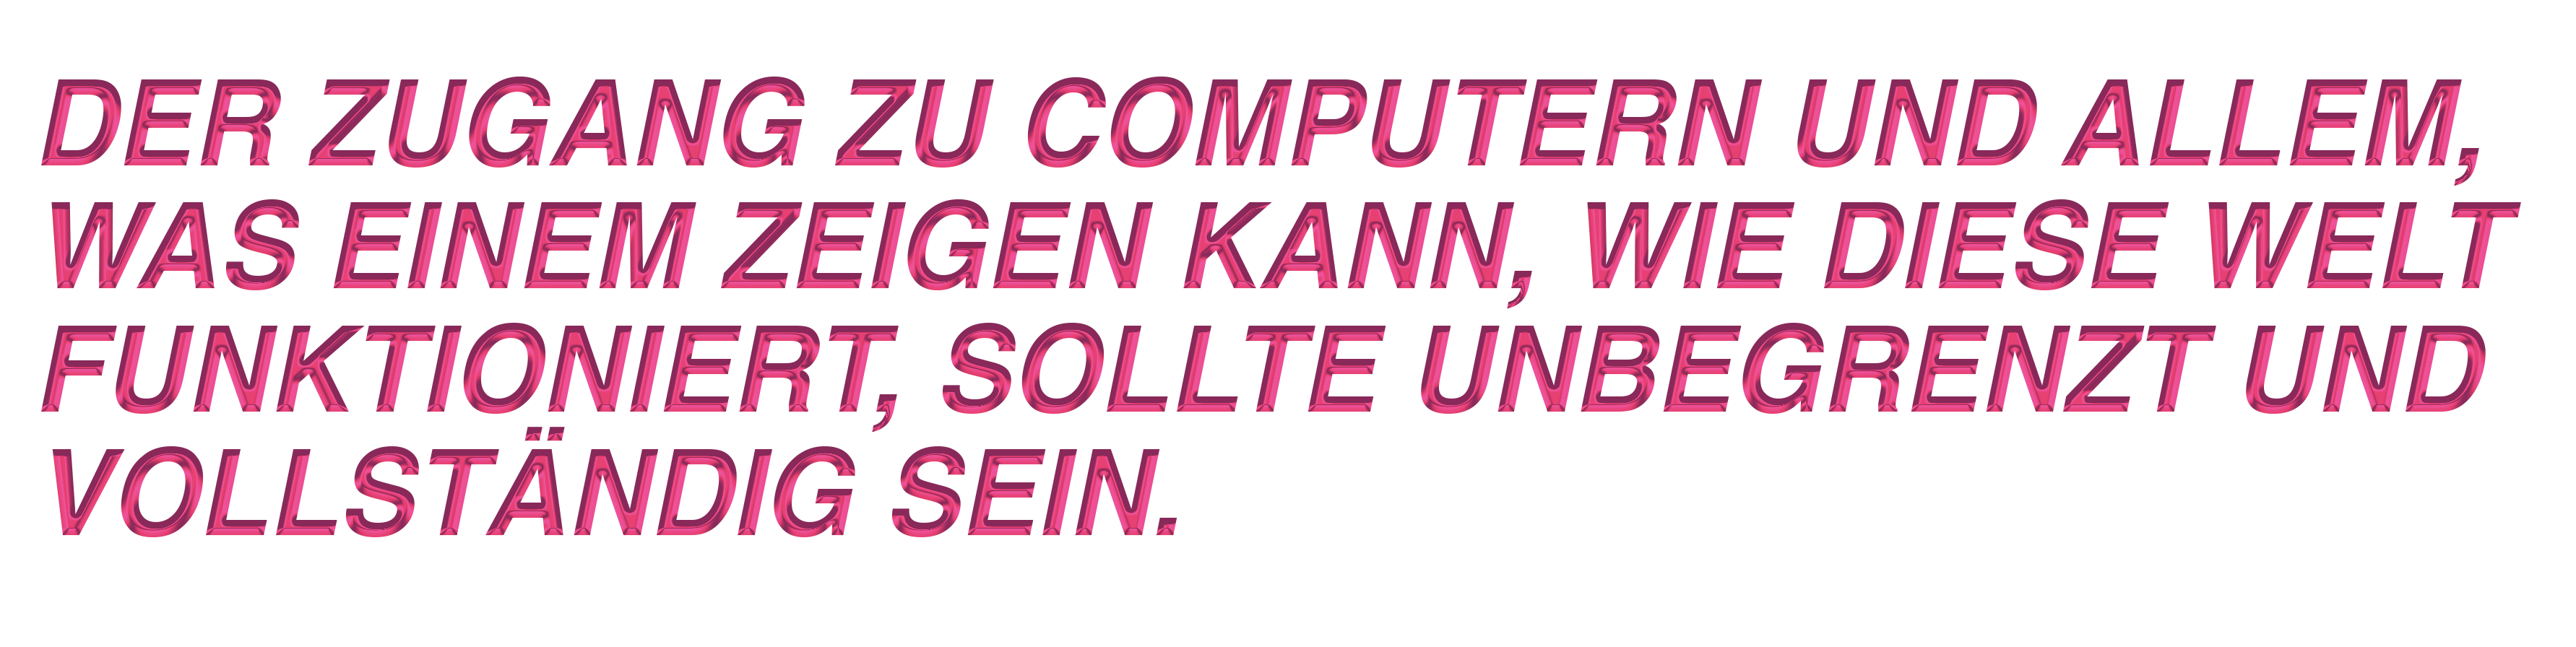 DER ZUGANG ZU COMPUTERN UND ALLEM,
WAS EINEM ZEIGEN KANN, WIE DIESE WELT
FUNKTIONIERT, SOLLTE UNBEGRENZT UND
VOLLSTÄNDIG SEIN.